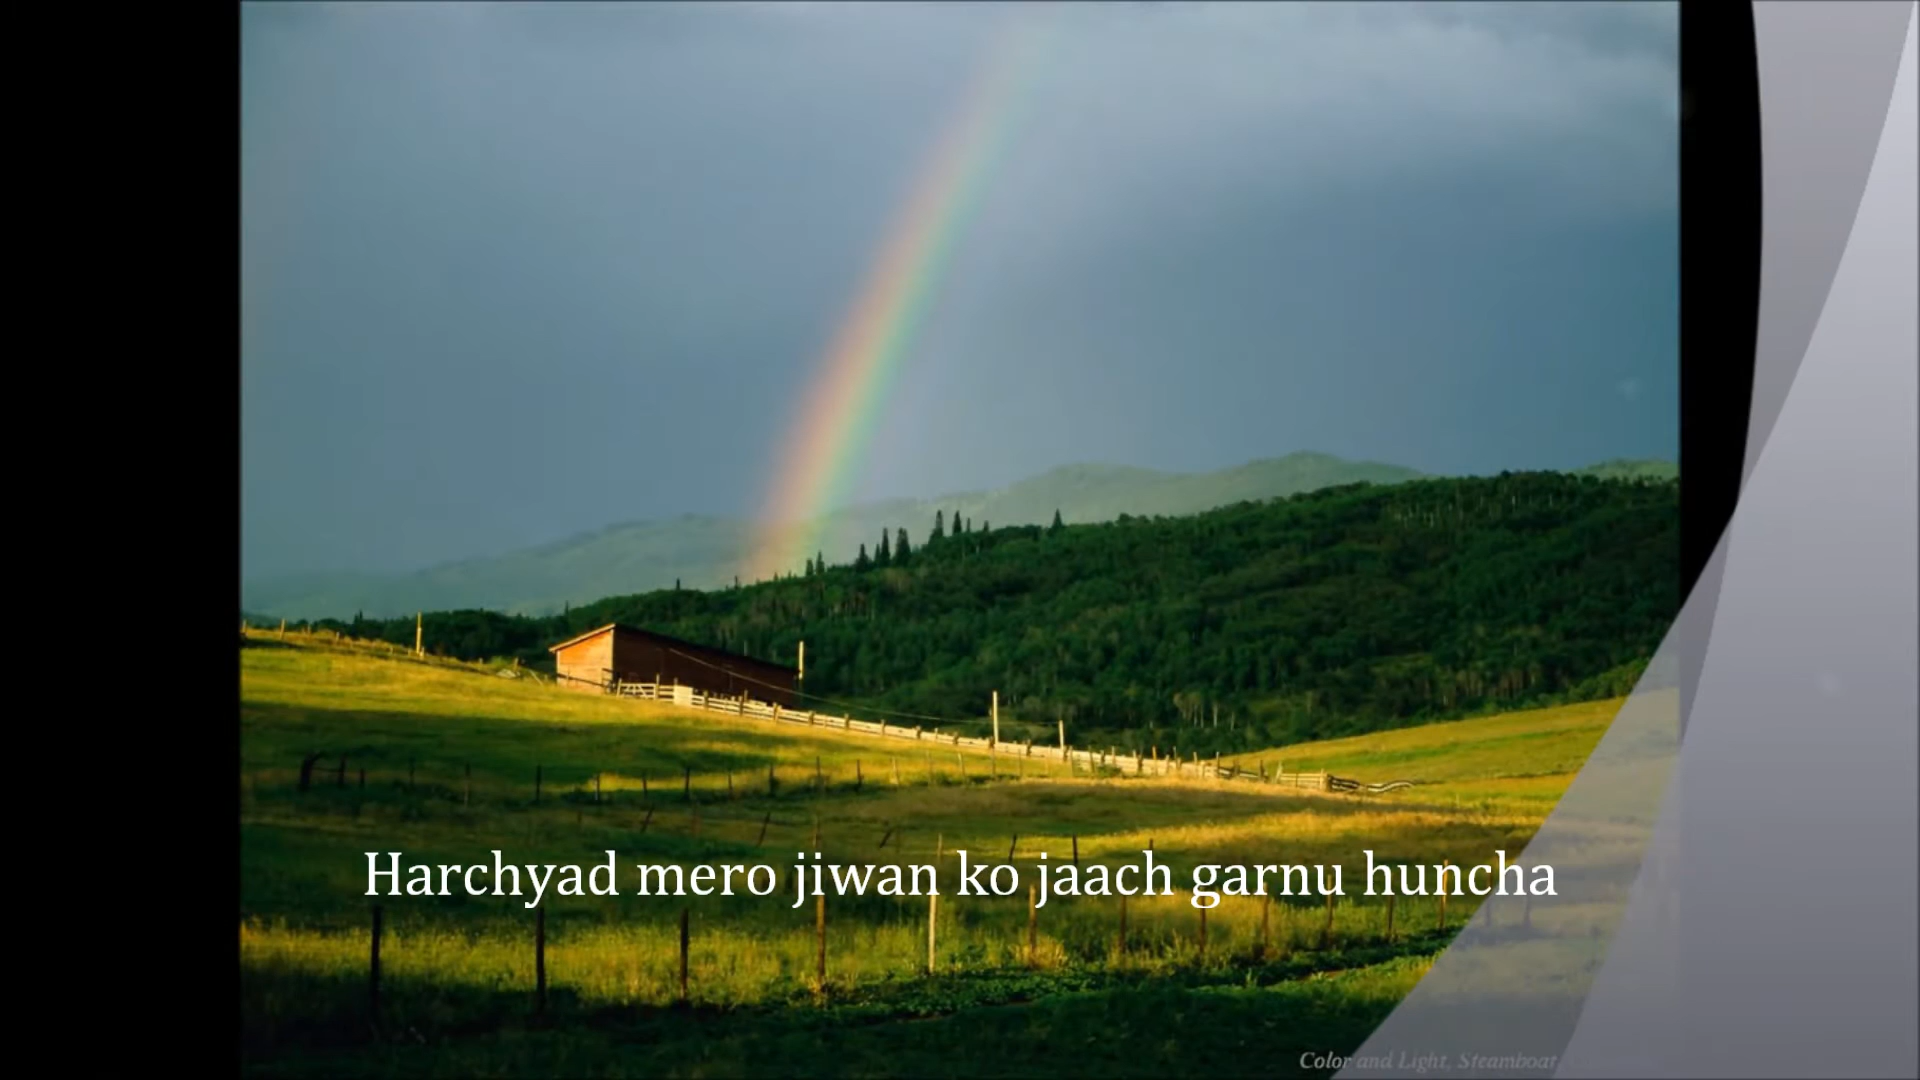 Harchyad mero jiwan ko jaach garnu huncha
Color and Light, Steamboat